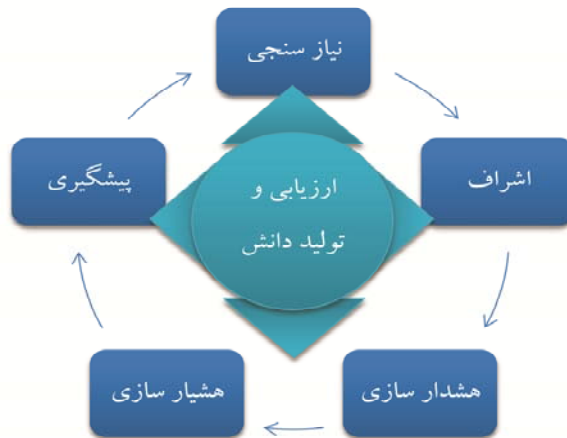 نیاز سنجی
اشراف
هشدار سازی
هشیار سازی
پیشگیری
ارزیابی و
تولید دانش